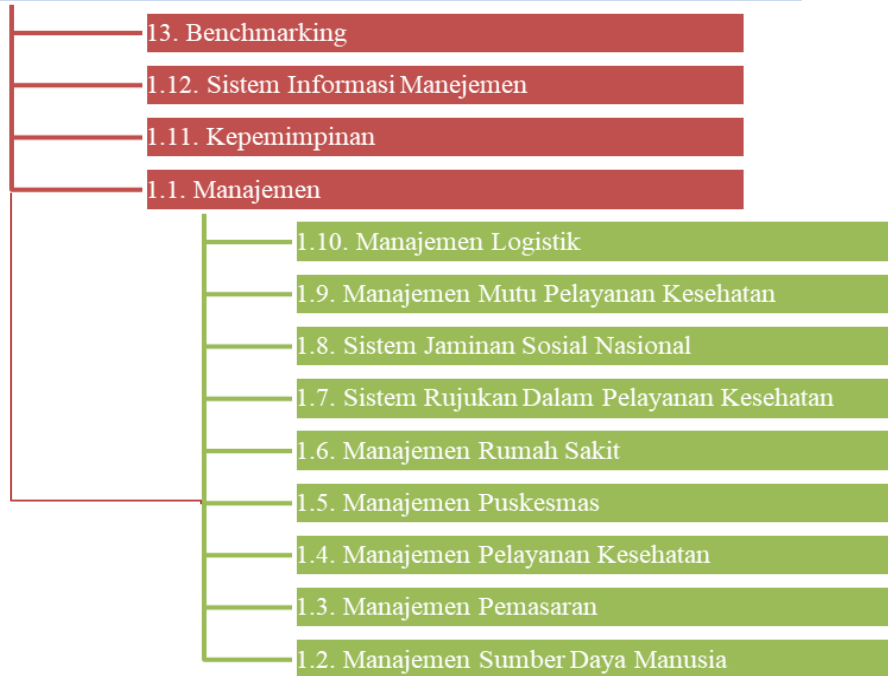 13. Benchmarking
1.12. Sistem Informasi Manejemen
1.11. Kepemimpinan
1.1. Manajemen
1.10. Manajemen Logistik
1.9. Manajemen Mutu Pelayanan Kesehatan
1.8. Sistem Jaminan Sosial Nasional
1.7. Sistem Rujukan Dalam Pelayanan Kesehatan
1.6. Manajemen Rumah Sakit
1.5. Manajemen Puskesmas
1.4. Manajemen Pelayanan Kesehatan
1.3. Manajemen Pemasaran
1.2. Manajemen Sumber Daya Manusia